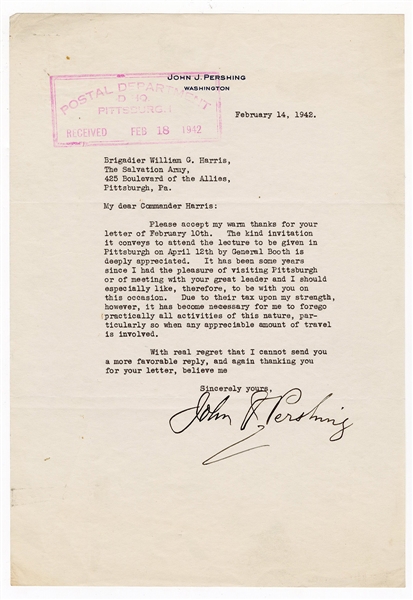 JOHN J. PERSHING
WASHINGTON
POSTAL DEPARTMENT
PITTSBURGH
RECEIVED FEB 18 1942
February 14, 1942.
Brigadier William G. Harris,
The Salvation Army,
425 Boulevard of the Allies,
Pittsburgh, Pa.
My dear Commander Harris:
Please accept my warm thanks for your
letter of February 10th. The kind invitation
it conveys to attend the lecture to be given in
Pittsburgh on April 12th by General Booth is
deeply appreciated. It has been some years
since I had the pleasure of visiting Pittsburgh
or of meeting with your great leader and I should
especially like, therefore, to be with you on
this occasion. Due to their tax upon my strength,
however, it has become necessary for me to forego
practically all activities of this nature, par-
ticularly so when any appreciable amount of travel
is involved.
With real regret that I cannot send you
a more favorable reply, and again thanking you
for your letter, believe me
Sincerely yours,
John J. Pershing